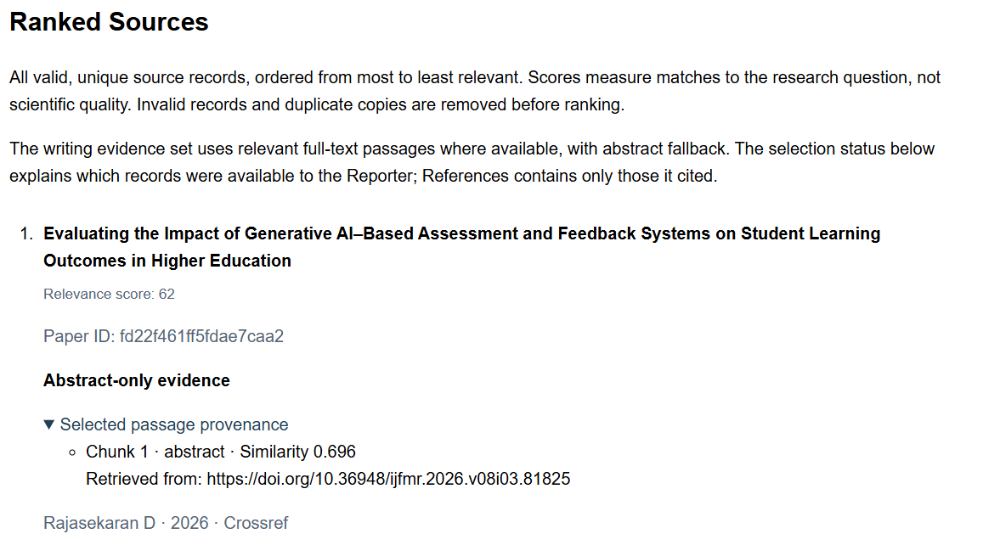 Ranked Sources
All valid, unique source records, ordered from most to least relevant. Scores measure matches to the research question, not
scientific quality. Invalid records and duplicate copies are removed before ranking.
The writing evidence set uses relevant full-text passages where available, with abstract fallback. The selection status below
explains which records were available to the Reporter; References contains only those it cited.
1. Evaluating the Impact of Generative AI–Based Assessment and Feedback Systems on Student Learning
Outcomes in Higher Education
Relevance score: 62
Paper ID: fd22f461ff5fdae7caa2
Abstract-only evidence
▼ Selected passage provenance
○ Chunk 1 · abstract · Similarity 0.696
Retrieved from: https://doi.org/10.36948/ijfmr.2026.v08i03.81825
Rajasekaran D · 2026 · Crossref